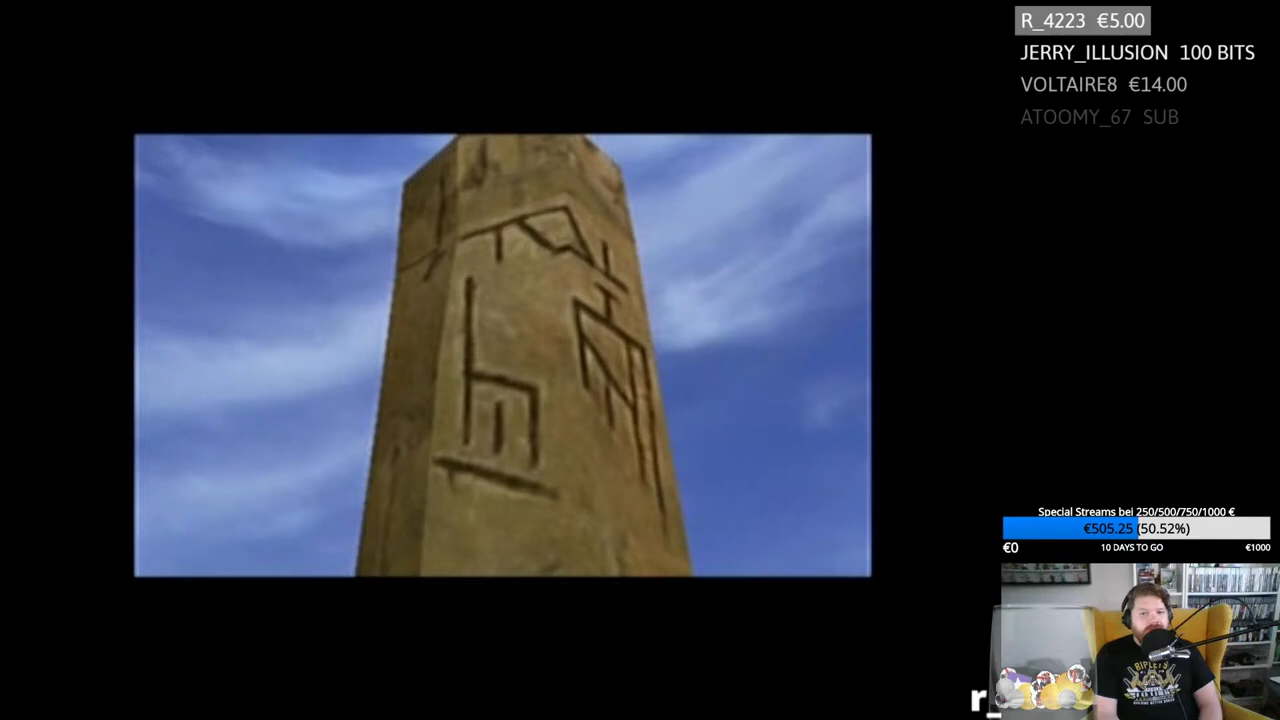 R_4223 €5.00
JERRY_ILLUSION 100 BITS
VOLTAIRE8 €14.00
ATOOMY_67 SUB
Special Streams bei 250/500/750/1000 €
€505.25 (50.52%)
€0 10 DAYS TO GO €1000
r_